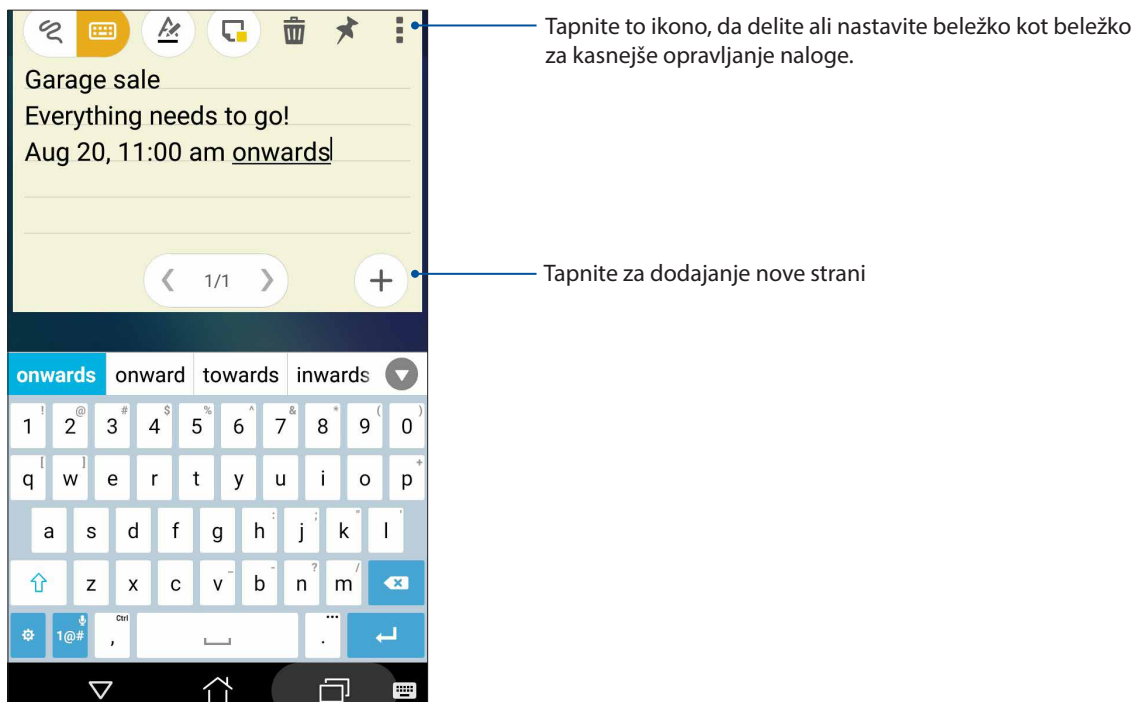 Tapnite to ikono, da delite ali nastavite beležko kot beležko
za kasnejše opravljanje naloge.
Garage sale
Everything needs to go!
Aug 20, 11:00 am onwards
1/1
Tapnite za dodajanje nove strani
onwards onward towards inwards
! @ # $ % ^ & * ( )
1 2 3 4 5 6 7 8 9 0
[ ] +
q w e r t y u i o p
: ; " '
a s d f g h j k l
_ - ? /
z x c v b n m
Ctrl ...
1@# , .